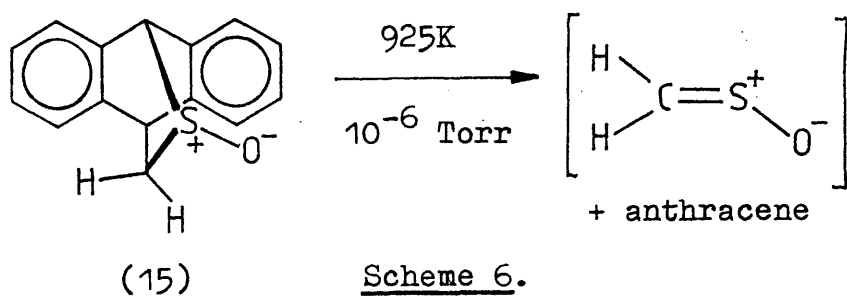 925K
10⁻⁶ Torr
H
H
C=S⁺
O⁻
S⁺
O⁻
H
H
+ anthracene
(15)
Scheme 6.